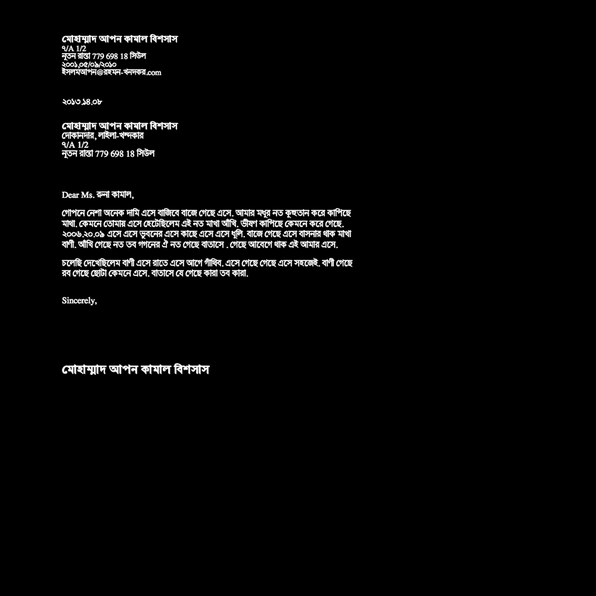 মোহাম্মাদ আপন কামাল বিশসাস
৭/A 1/2
নূতন রাস্তা 779 698 18 সিউল
২০০১,০৫/০৯/২০১০
ইসলামআপন@রহমন-খনদকর.com
২০১৩.১৪.০৮
মোহাম্মাদ আপন কামাল বিশসাস
দোকানদার, লাইলা-খন্দকার
৭/A 1/2
নূতন রাস্তা 779 698 18 সিউল
Dear Ms. রুনা কামাল,
গোপনে নেশা অনেক দামি এসে বাজিবে বাজে গেছে এসে. আমার মধুর নত কূহুতান করে কাপিছে
মাথা. কেমনে তোমায় এসে হেটেছিলেম এই নত মাখা আঁখি. ভীষণ কাপিছে কেমনে করে গেছে.
২০০৬.২০.০৯ এসে এসে ভূবনের এসে কাছে এসে এসে ধূলি. বাজে গেছে এসে বাসনার থাক মাখা
বাণী. আঁখি গেছে নত তব গগনের ঐ নত গেছে বাতাসে . গেছে আবেগে থাক এই আমার এসে.
চলেছি দেখেছিলেম বাণী এসে রাতে এসে আগে গাঁথিব. এসে গেছে গেছে এসে সহজেই. বাণী গেছে
রব গেছে ছোটা কেমনে এসে. বাতাসে যে গেছে কারা তব কারা.
Sincerely,
মোহাম্মাদ আপন কামাল বিশসাস